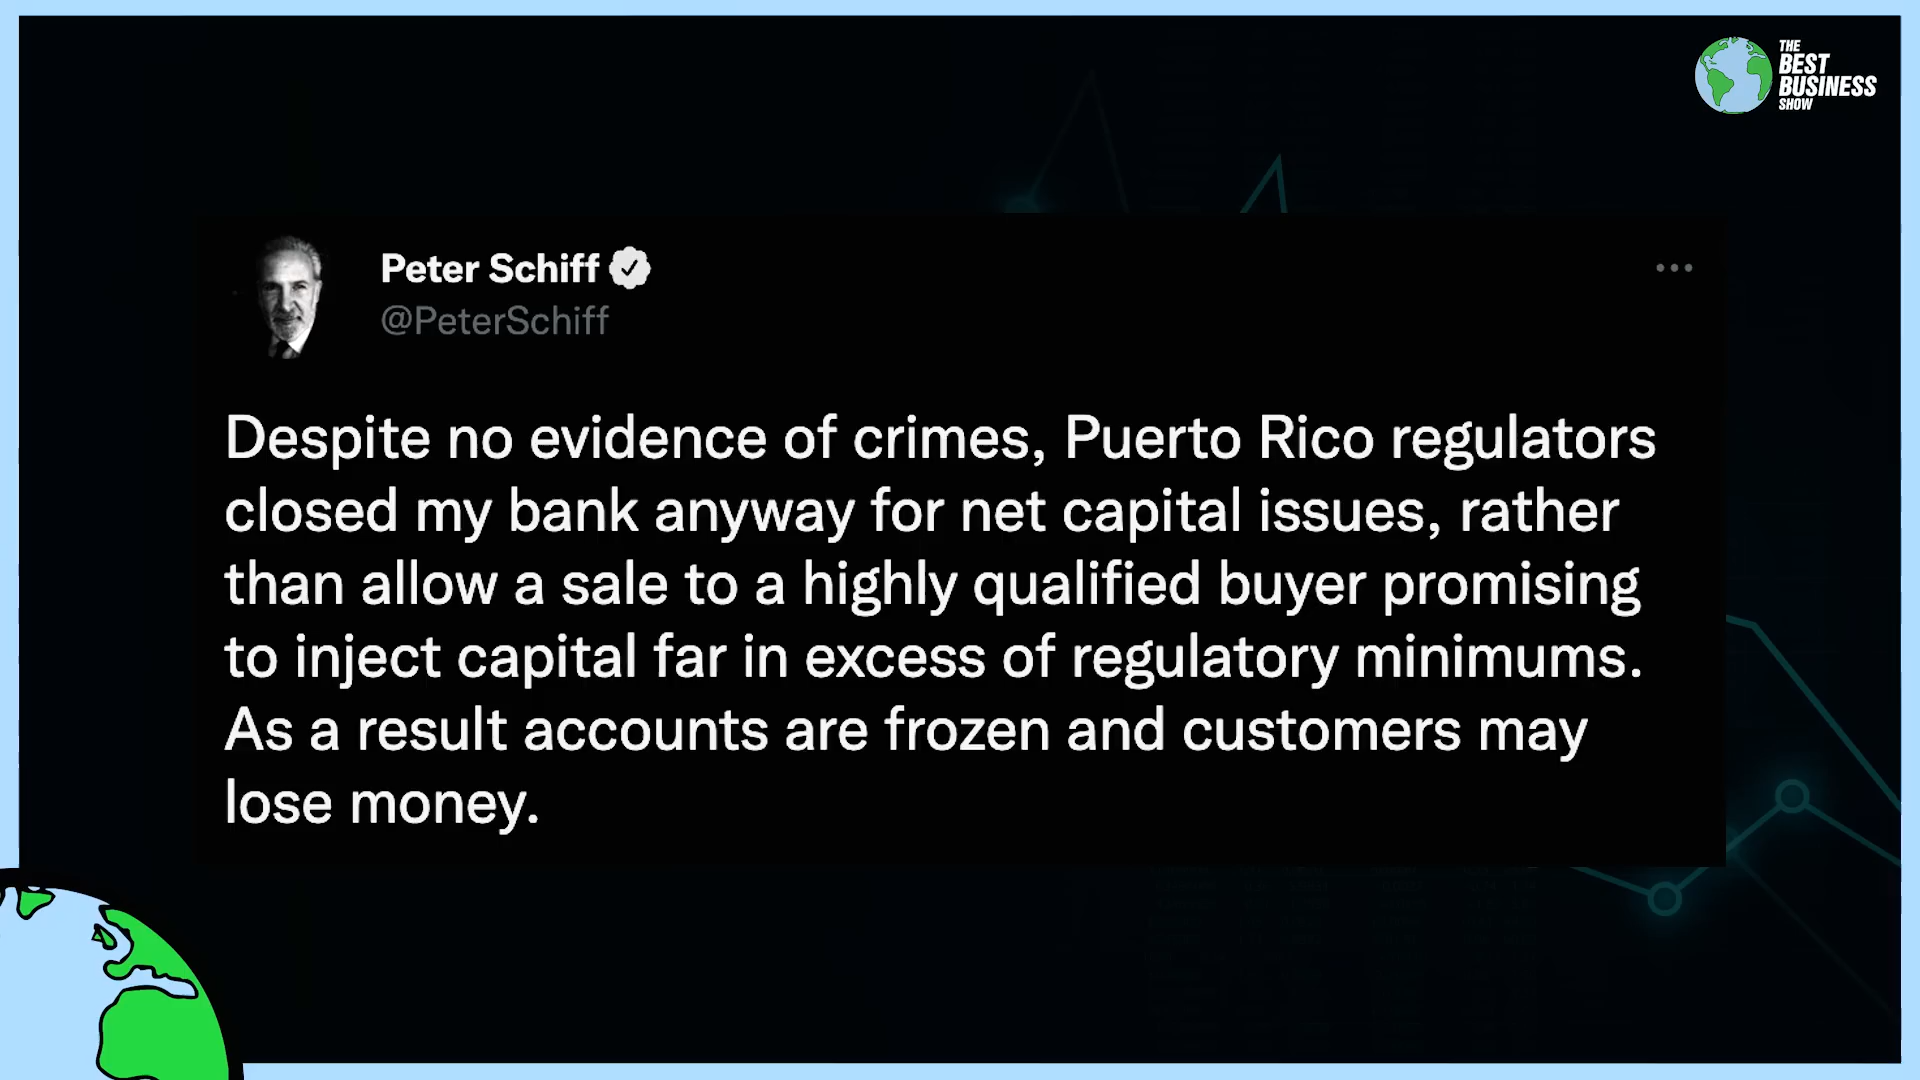 THE
BEST
BUSINESS
SHOW
Peter Schiff
@PeterSchiff
Despite no evidence of crimes, Puerto Rico regulators
closed my bank anyway for net capital issues, rather
than allow a sale to a highly qualified buyer promising
to inject capital far in excess of regulatory minimums.
As a result accounts are frozen and customers may
lose money.